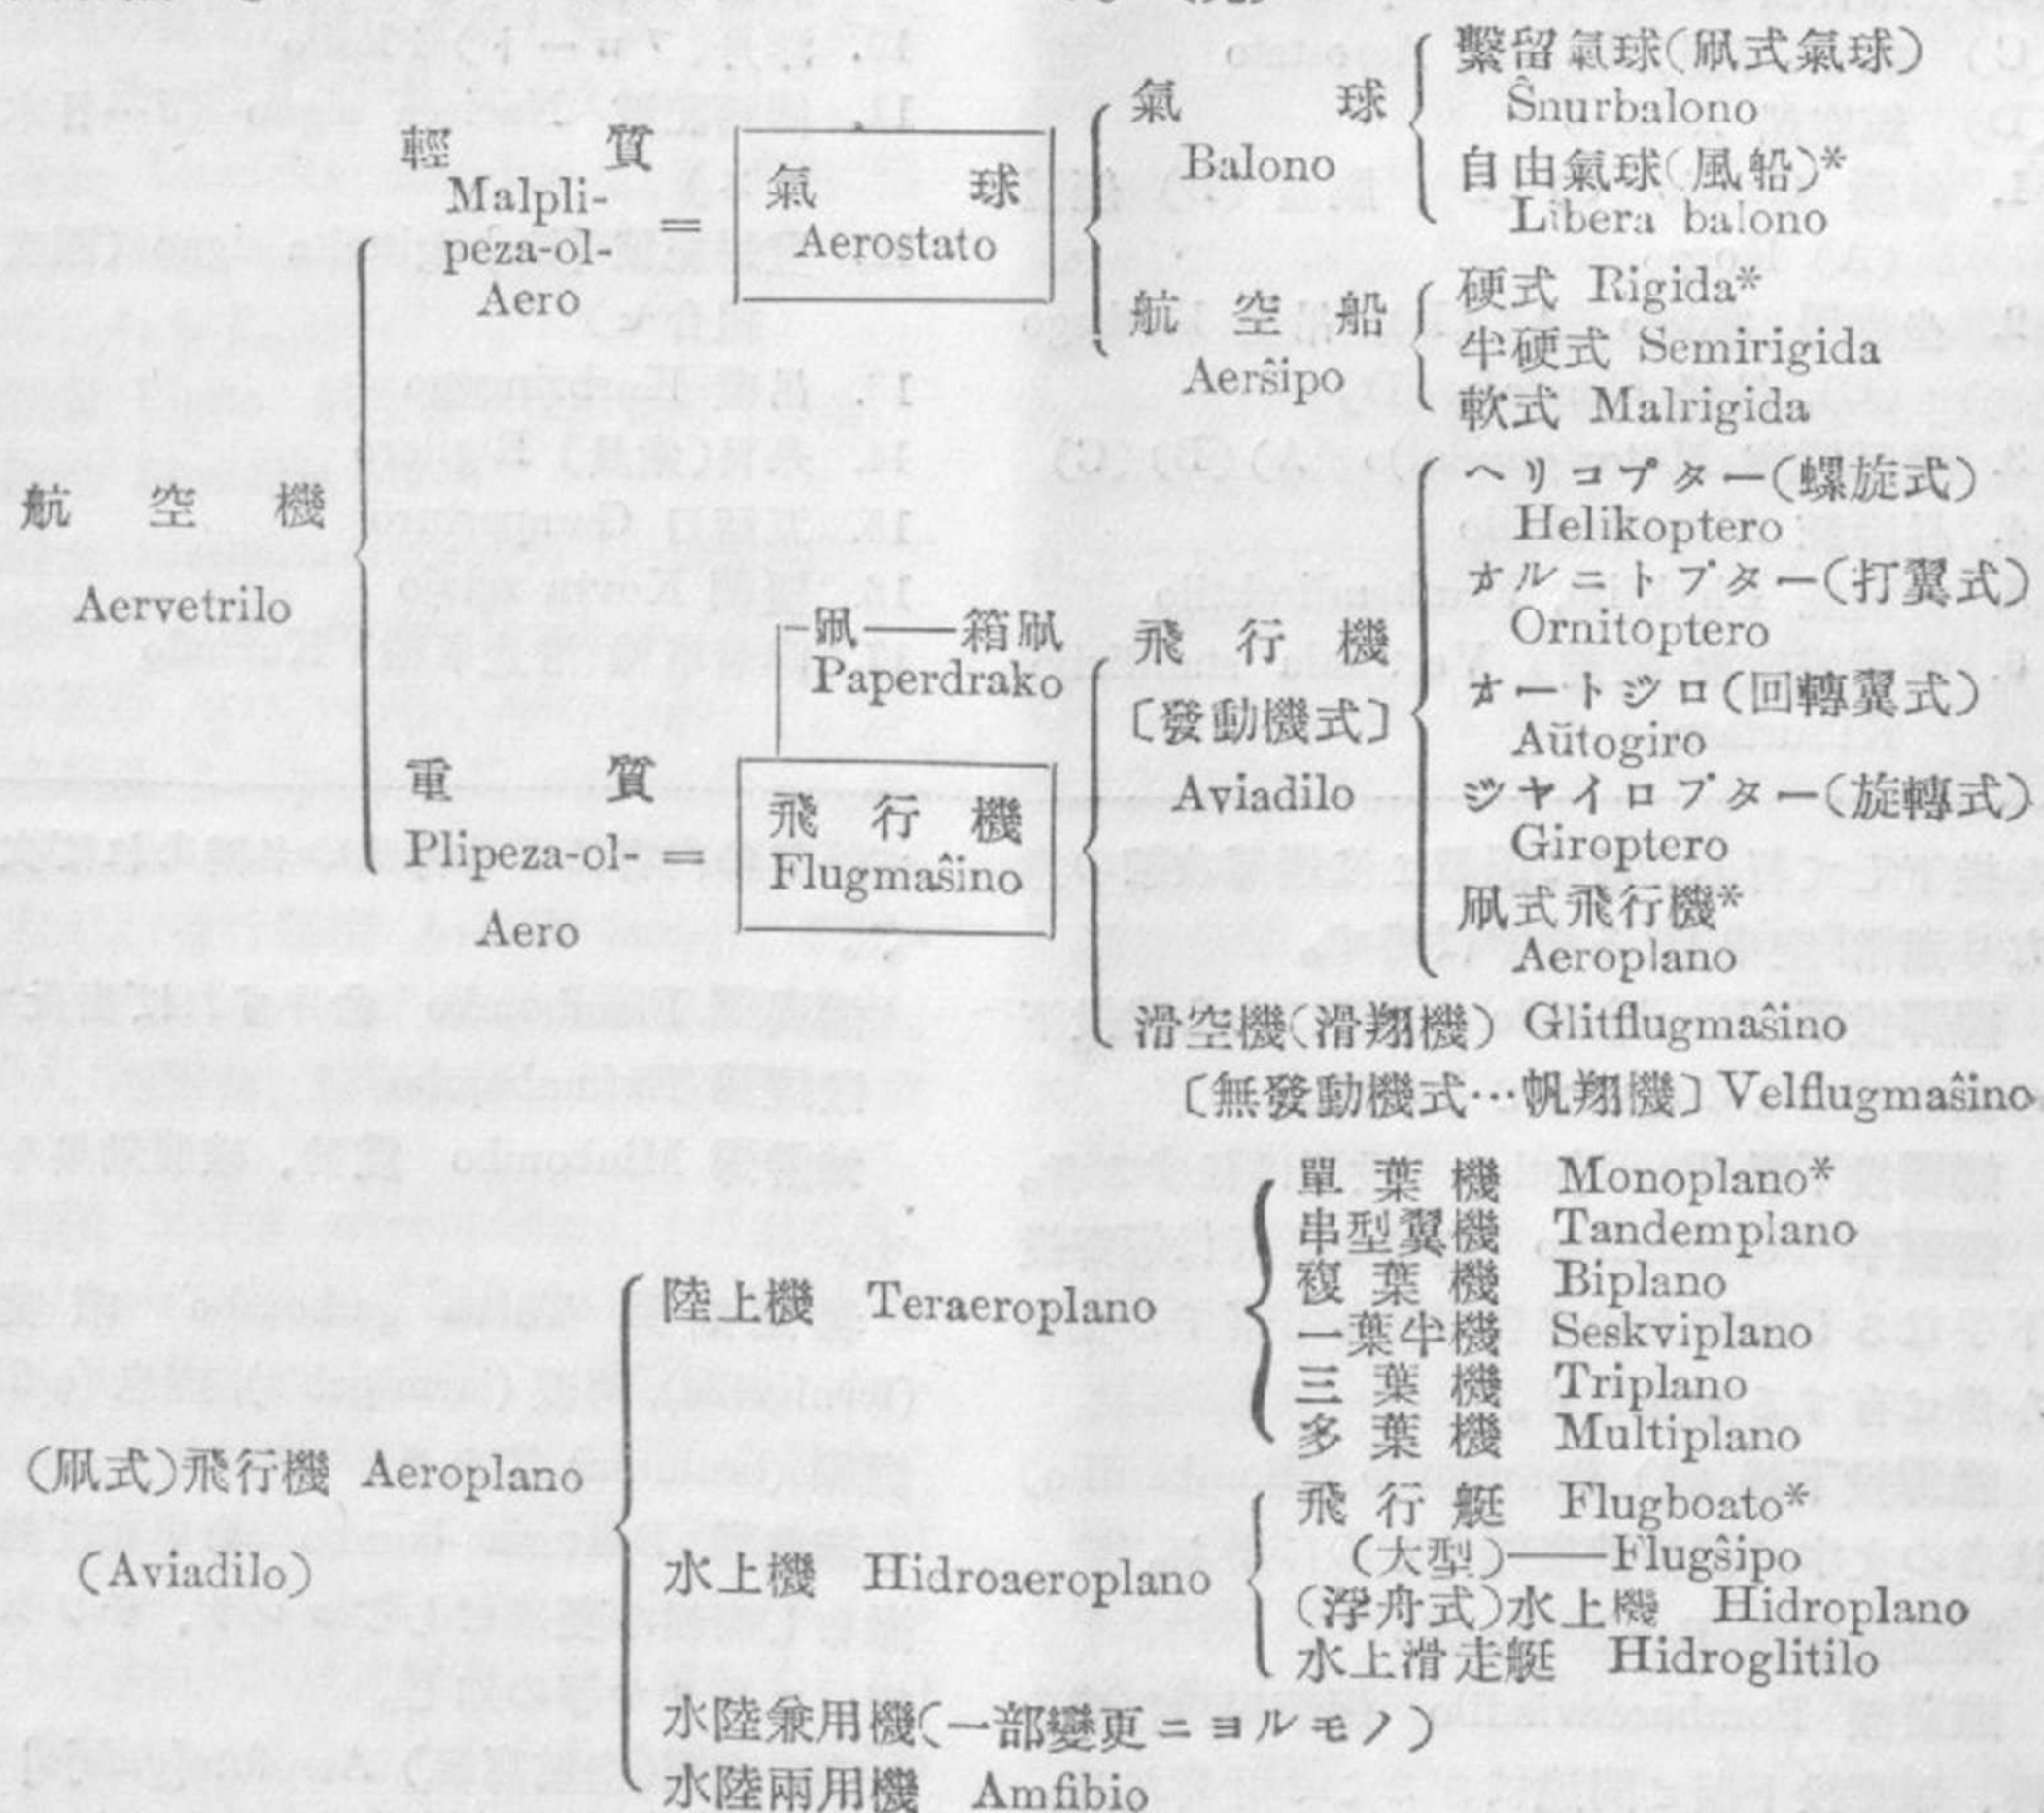 航空機
Aervetrilo
輕質
Malpli-
peza-ol-
Aero
=
氣球
Aerostato
氣球
Balono
繫留氣球(凧式氣球)
Ŝnurbalono
自由氣球(風船)*
Libera balono
航空船
Aerŝipo
硬式 Rigida*
半硬式 Semirigida
軟式 Malrigida
重質
Plipeza-ol-
Aero
=
凧——箱凧
Paperdrako
飛行機
Flugmaŝino
飛行機
〔發動機式〕
Aviadilo
ヘリコプター(螺旋式)
Helikoptero
オルニトプター(打翼式)
Ornitoptero
オートジロ(回轉翼式)
Aŭtogiro
ジヤイロプター(旋轉式)
Giroptero
凧式飛行機*
Aeroplano
滑空機(滑翔機) Glitflugmaŝino
〔無發動機式…帆翔機〕Velflugmaŝino
(凧式)飛行機 Aeroplano
(Aviadilo)
陸上機 Teraeroplano
單葉機 Monoplano*
串型翼機 Tandemplano
複葉機 Biplano
一葉半機 Seskviplano
三葉機 Triplano
多葉機 Multiplano
水上機 Hidroaeroplano
飛行艇 Flugboato*
(大型)——Flugŝipo
(浮舟式)水上機 Hidroplano
水上滑走艇 Hidroglitilo
水陸兼用機(一部變更ニヨルモノ)
水陸兩用機 Amfibio